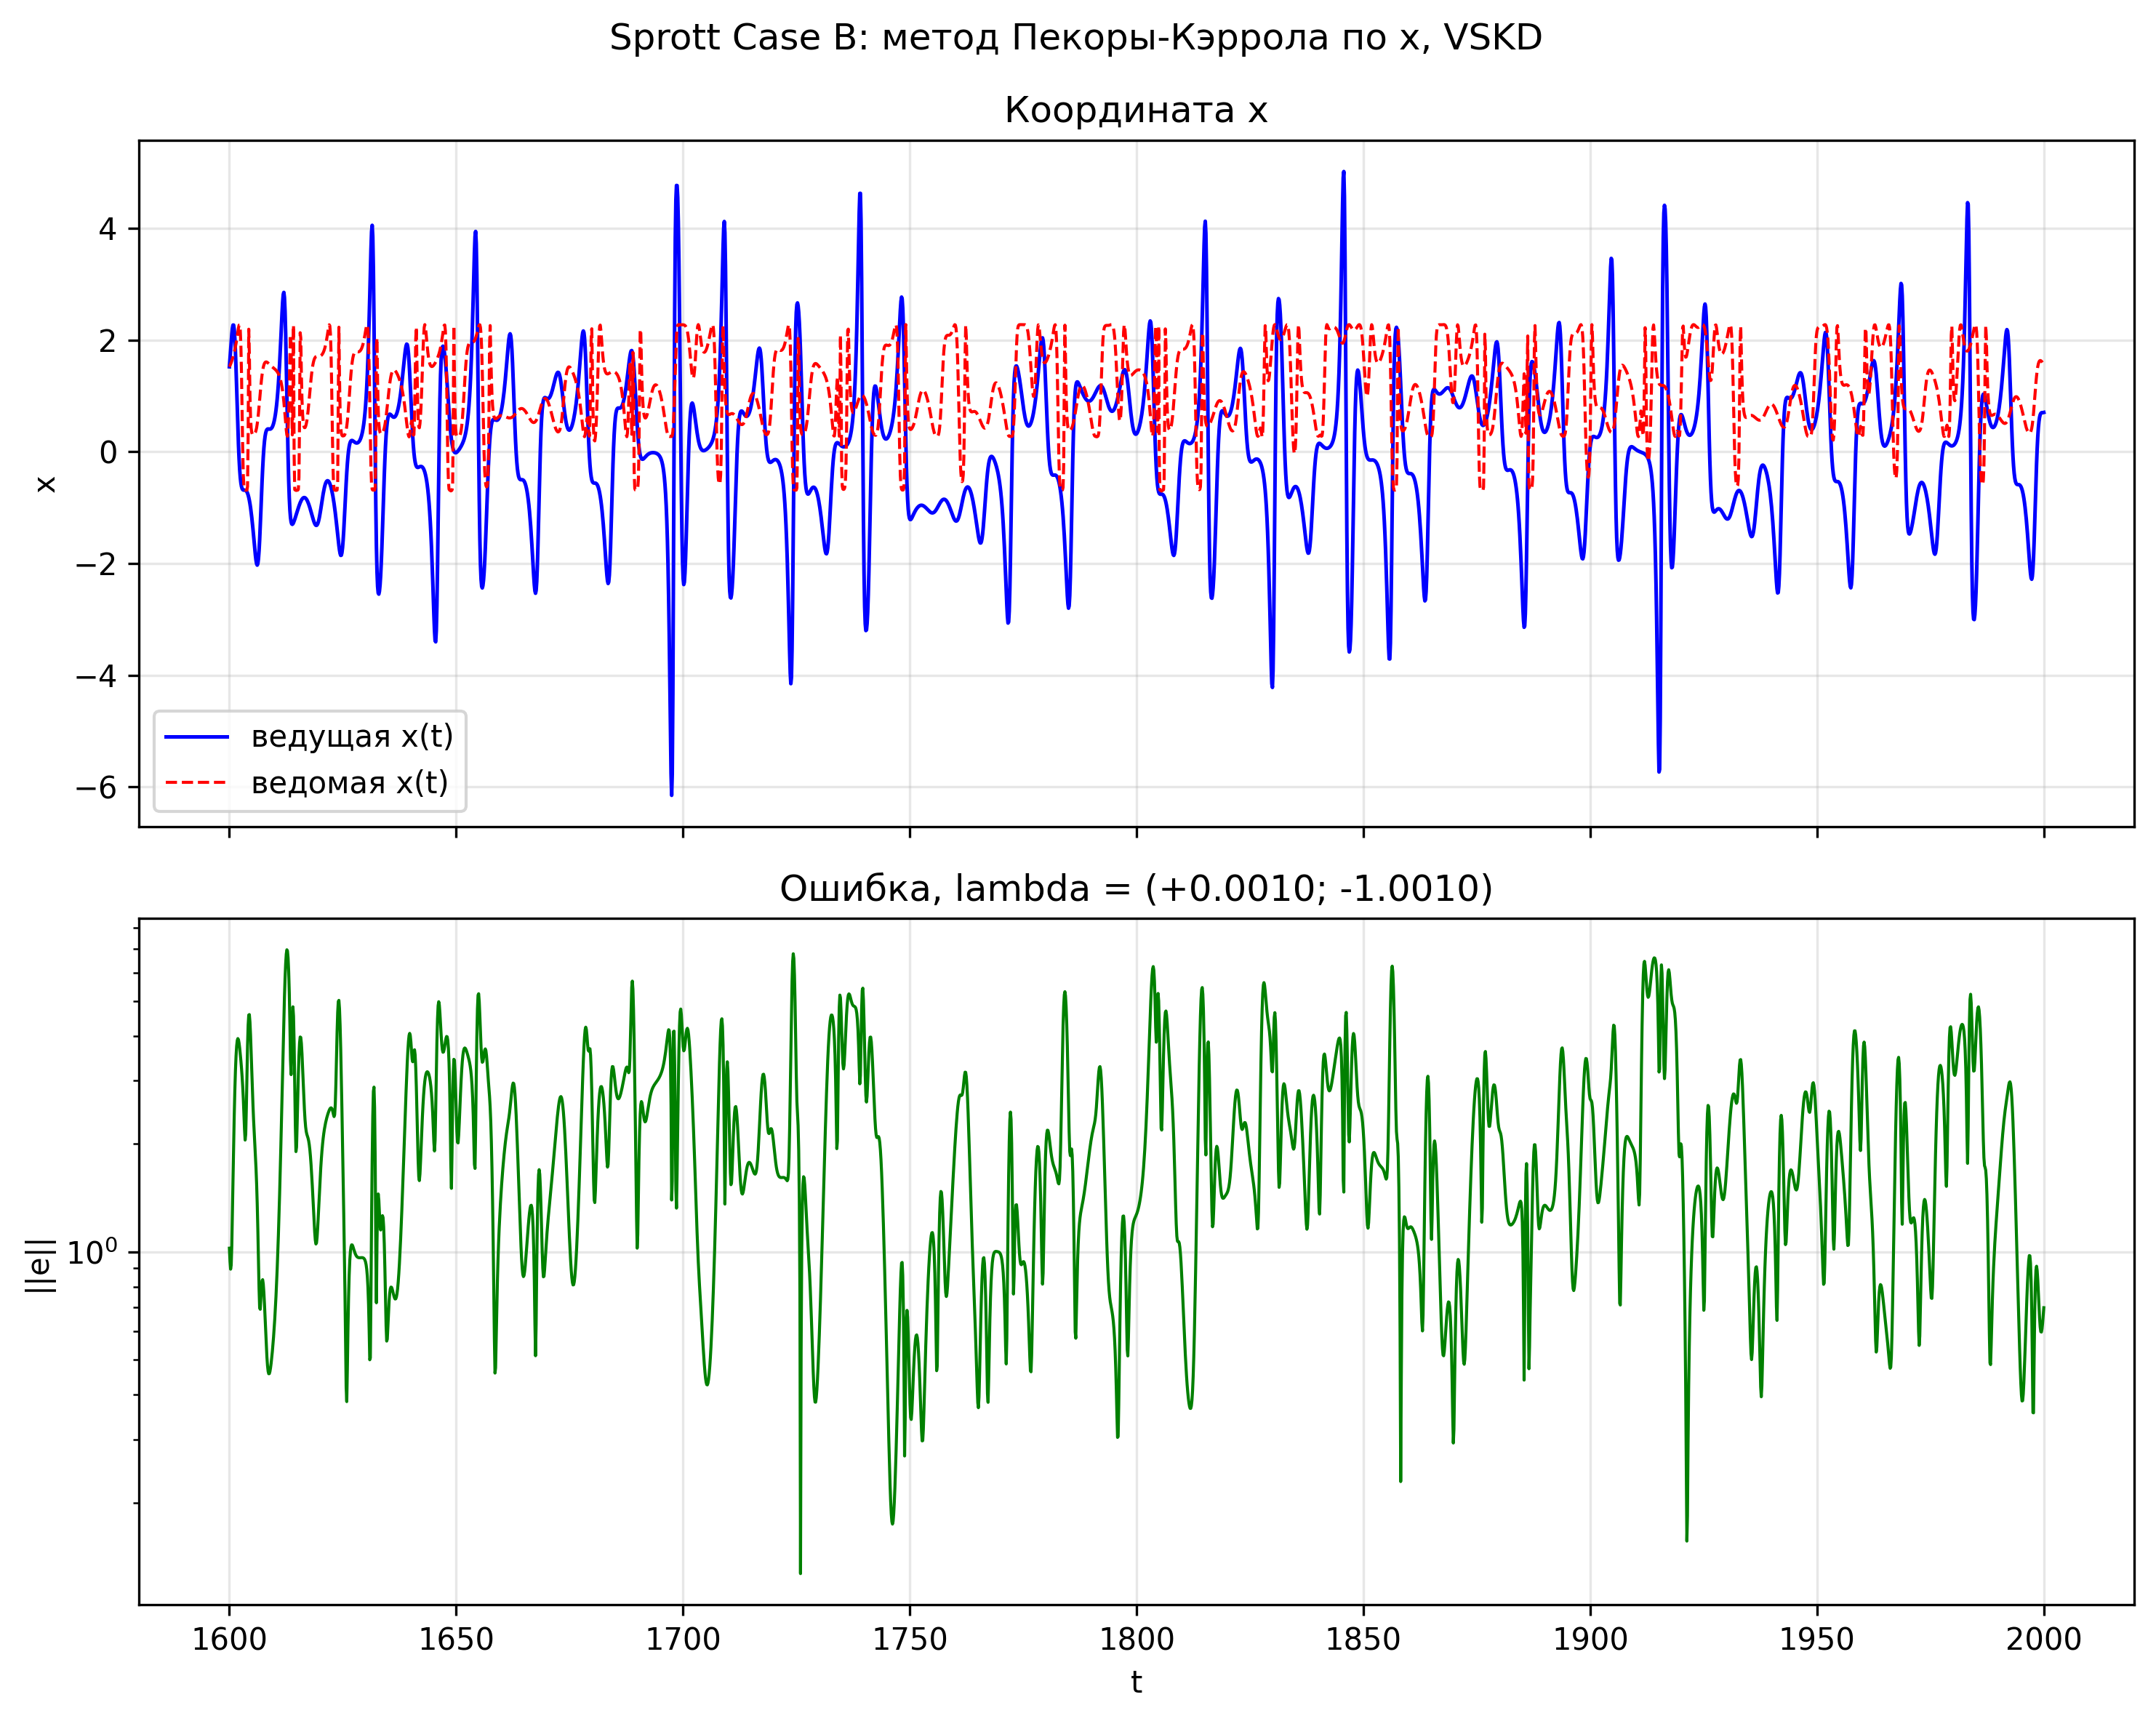 Sprott Case B: метод Пекоры-Кэррола по x, VSKD
Координата x
x
4
2
0
−2
−4
−6
ведущая x(t)
ведомая x(t)
Ошибка, lambda = (+0.0010; -1.0010)
||e||
10⁰
1600 1650 1700 1750 1800 1850 1900 1950 2000
t